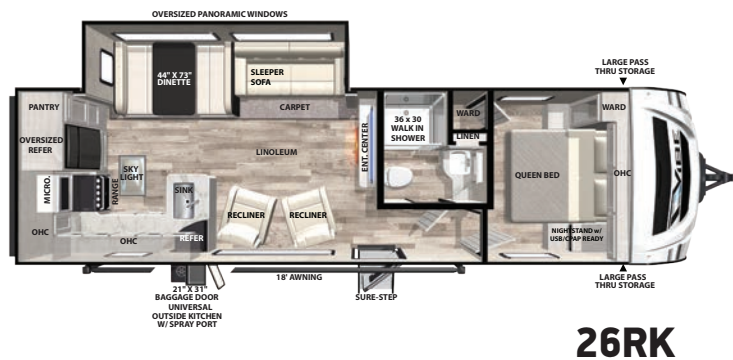 OVERSIZED PANORAMIC WINDOWS
LARGE PASS
THRU STORAGE
44" X 73"
DINETTE
SLEEPER
SOFA
PANTRY
CARPET
36 x 30
WALK IN
SHOWER
WARD
WARD
OVERSIZED
REFER
LINEN
ENT. CENTER
LINOLEUM
SKY
LIGHT
MICRO.
RANGE
SINK
QUEEN BED
OHC
VIBE
RECLINER
RECLINER
OHC
OHC
REFER
NIGHTSTAND w/
USB/CPAP READY
18' AWNING
SURE-STEP
LARGE PASS
THRU STORAGE
21" X 31"
BAGGAGE DOOR
UNIVERSAL
OUTSIDE KITCHEN
W/ SPRAY PORT
26RK